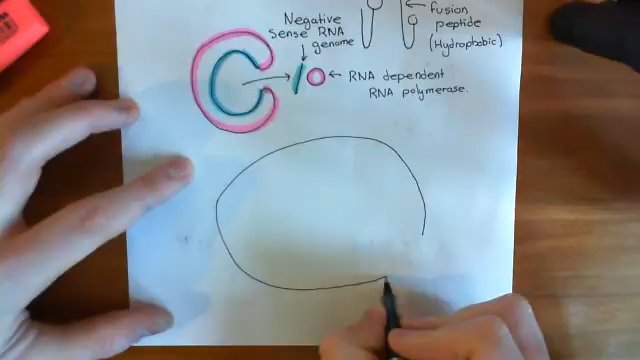 Negative
Sense RNA
genome
fusion
peptide
(Hydrophobic)
RNA dependent
RNA polymerase.